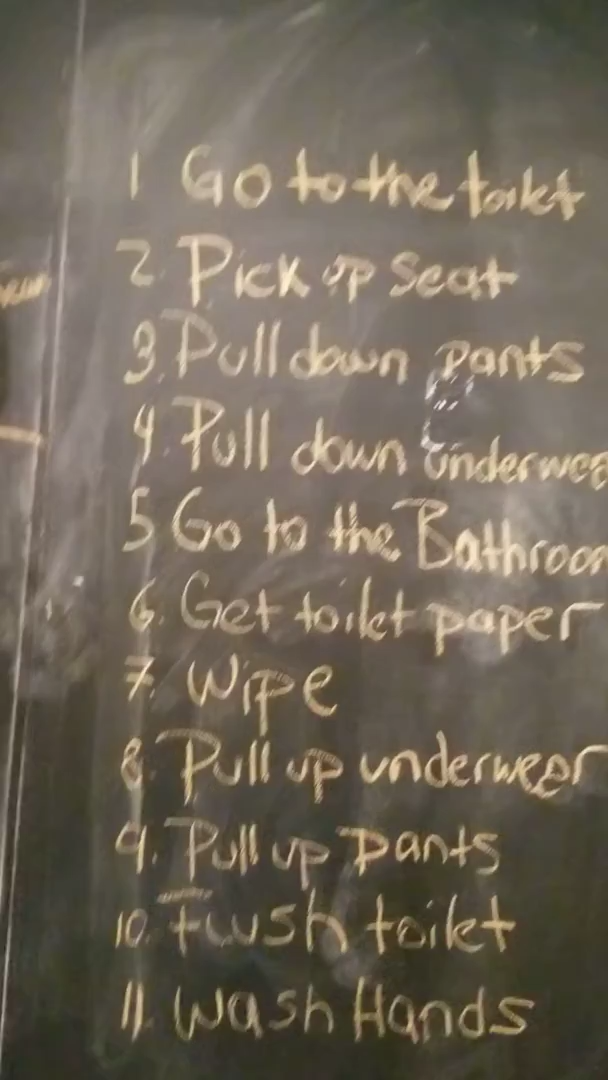 1 Go to the toilet
2. Pick up Seat
3. Pull down pants
4. Pull down underwea
5 Go to the Bathroom
6. Get toilet paper
7. Wipe
8. Pull up underwear
9. Pull up pants
10. Flush toilet
11. Wash Hands